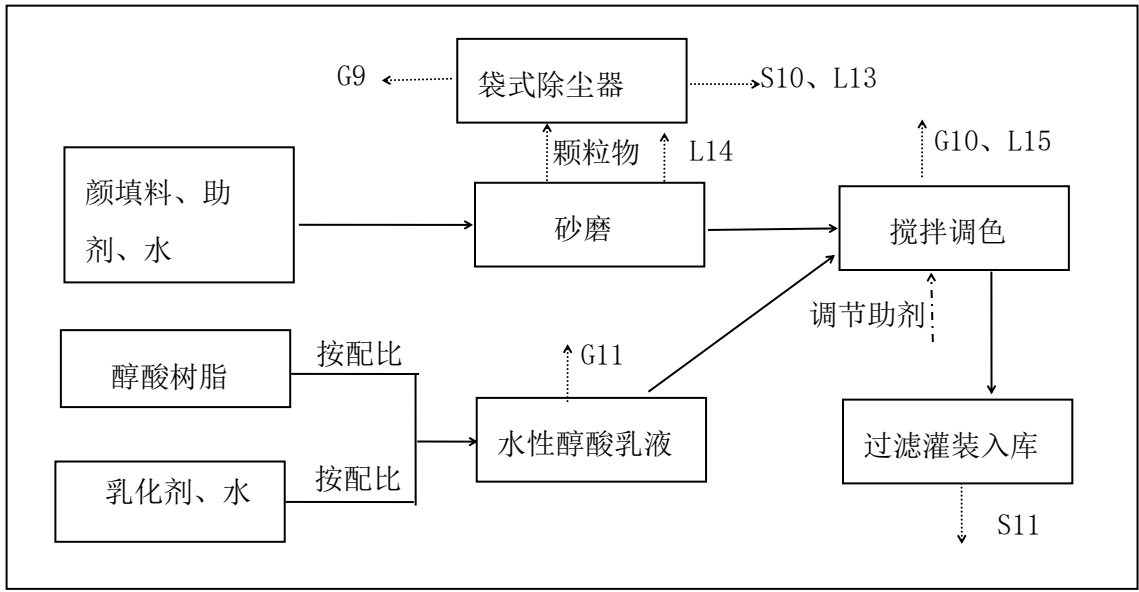 G9
袋式除尘器
S10、L13
颗粒物
L14
G10、L15
颜填料、助
剂、水
砂磨
搅拌调色
调节助剂
醇酸树脂
按配比
G11
水性醇酸乳液
过滤灌装入库
乳化剂、水
按配比
S11